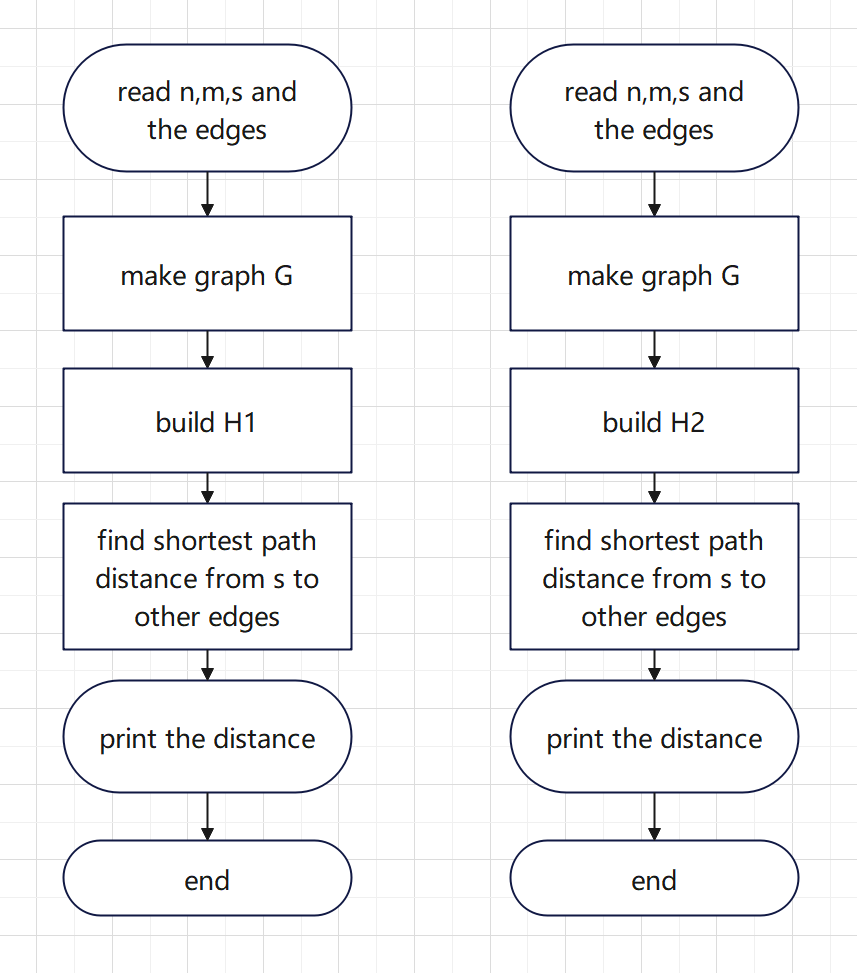 read n,m,s and
the edges
make graph G
build H1
find shortest path
distance from s to
other edges
print the distance
end
read n,m,s and
the edges
make graph G
build H2
find shortest path
distance from s to
other edges
print the distance
end